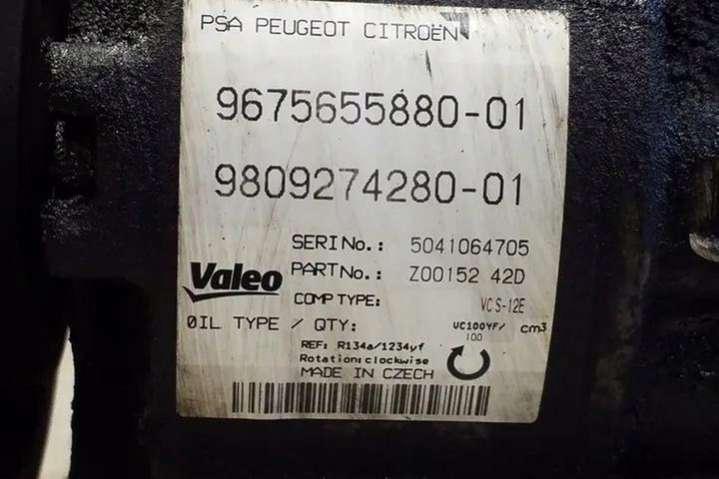 PSA PEUGEOT CITROËN
9675655880-01
9809274280-01
SERI No.: 5041064705
Valeo PART No.: Z00152 42D
COMP TYPE: VCS-12E
OIL TYPE / QTY: VC100YF/ 100 cm3
REF: R134a/1234yf
Rotation:clockwise
MADE IN CZECH